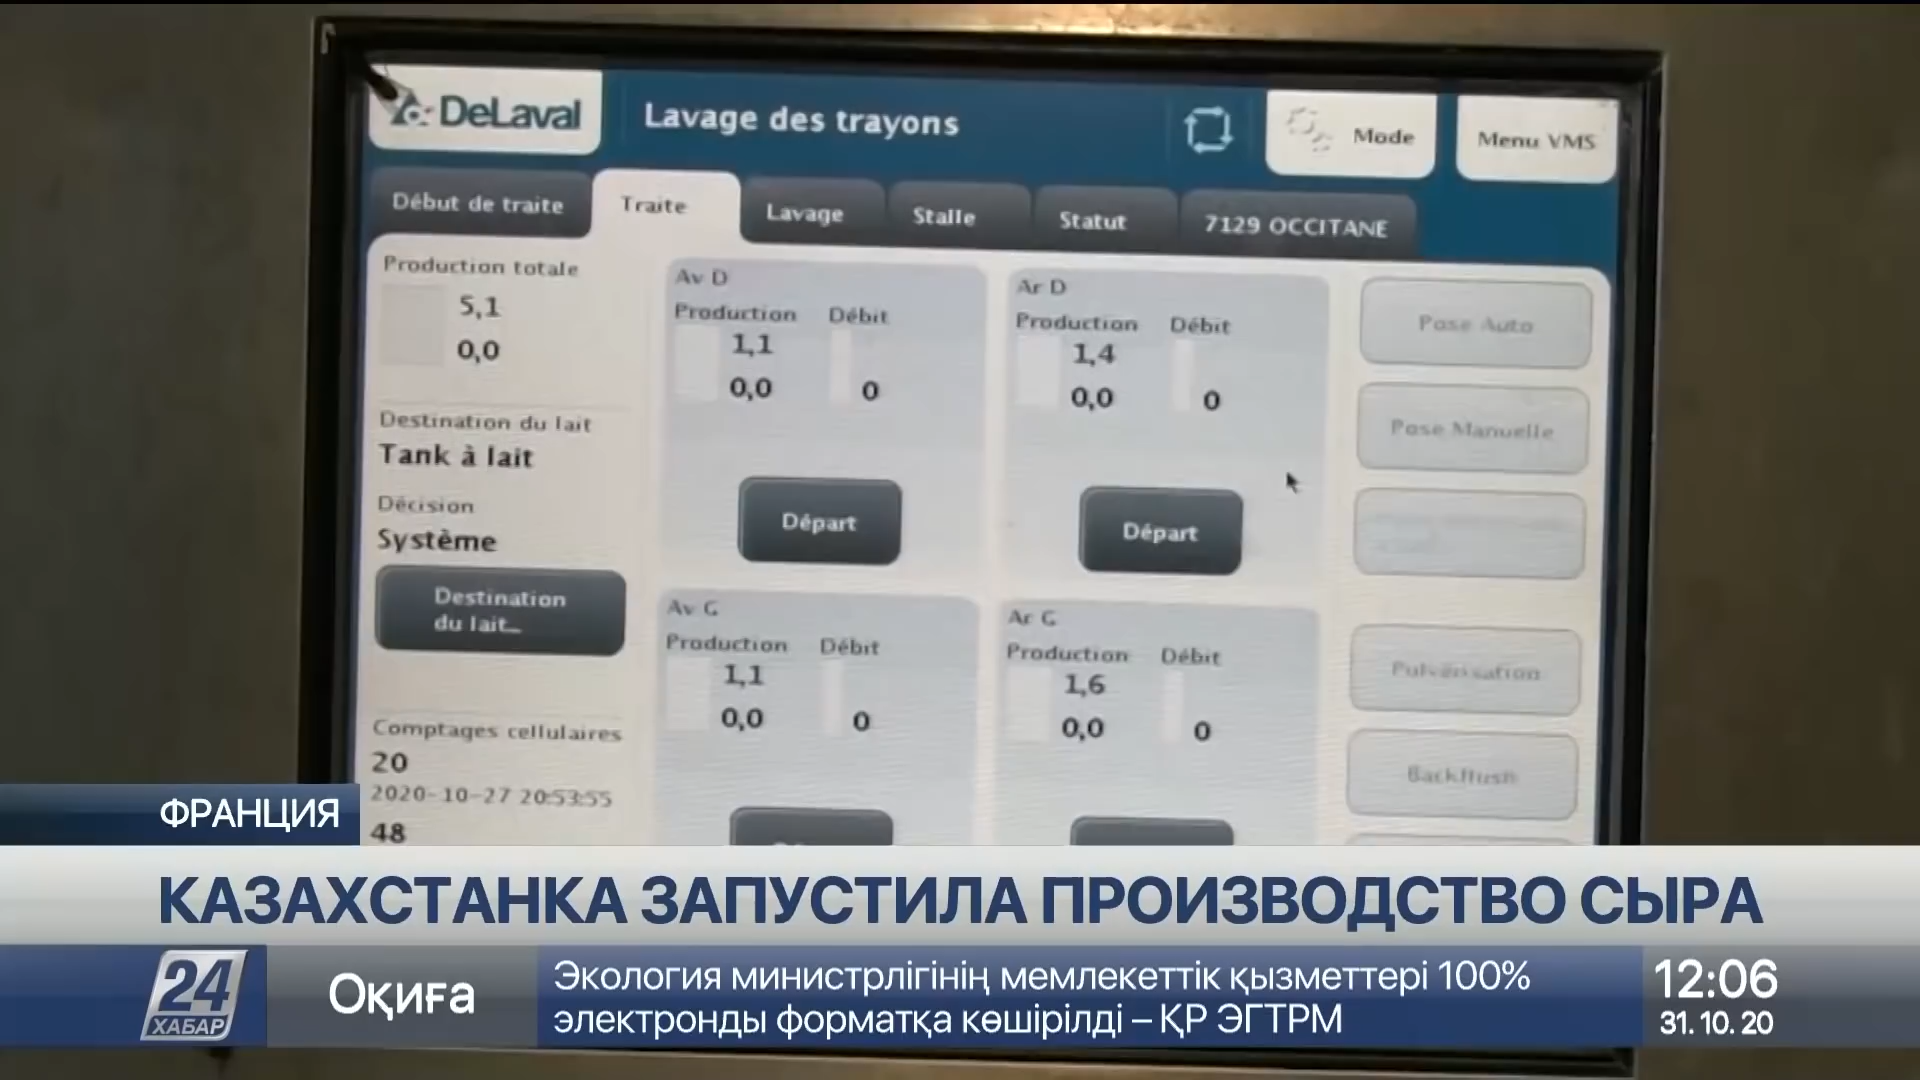 DeLaval
Lavage des trayons
Mode
Menu VMS
Début de traite
Traite
Lavage
Stalle
Statut
7129 OCCITANE
Production totale
5,1
0,0
Destination du lait
Tank à lait
Décision
Système
Destination
du lait...
Comptages cellulaires
20
2020-10-27 20:53:55
48
Av D
Production Débit
1,1
0,0 0
Départ
Ar D
Production Débit
1,4
0,0 0
Départ
Av G
Production Débit
1,1
0,0 0
Ar G
Production Débit
1,6
0,0 0
Pose Auto
Pose Manuelle
Pulvérisation
Backflush
ФРАНЦИЯ
КАЗАХСТАНКА ЗАПУСТИЛА ПРОИЗВОДСТВО СЫРА
24
ХАБАР
Оқиға
Экология министрлігінің мемлекеттік қызметтері 100%
электронды форматқа көшірілді – ҚР ЭГТРМ
12:06
31. 10. 20